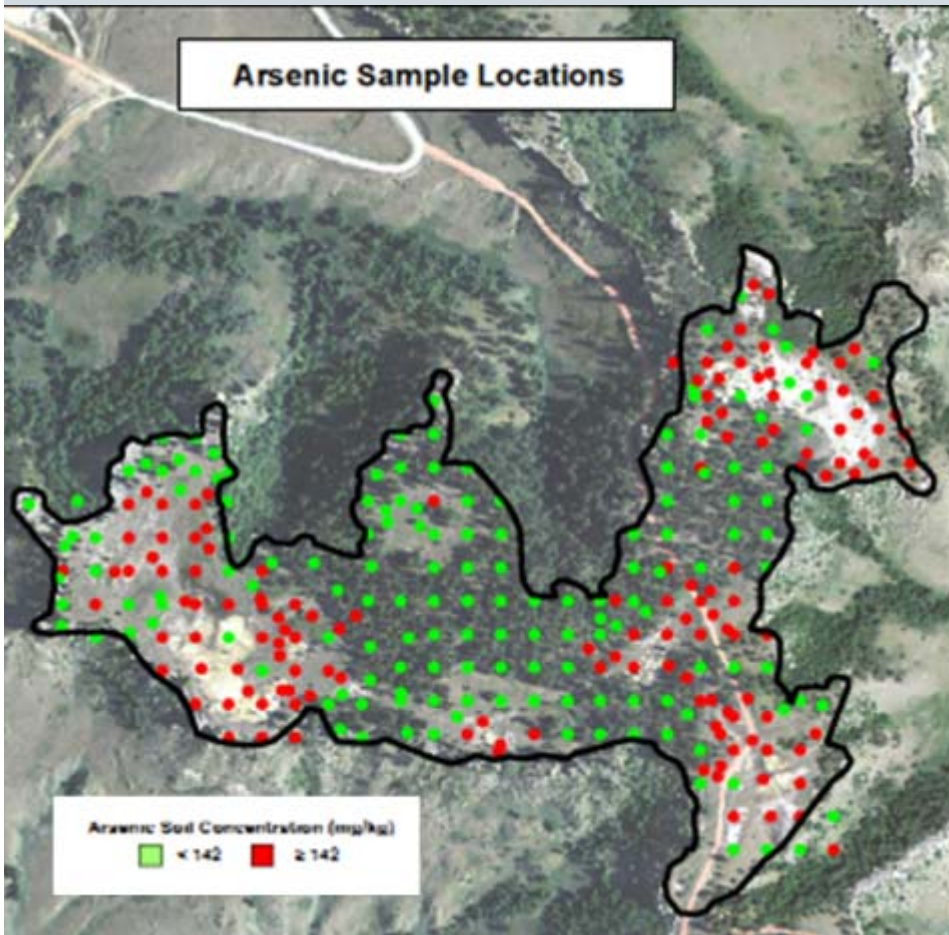 Arsenic Sample Locations
Arsenic Soil Concentration (mg/kg)
< 142 ≥ 142